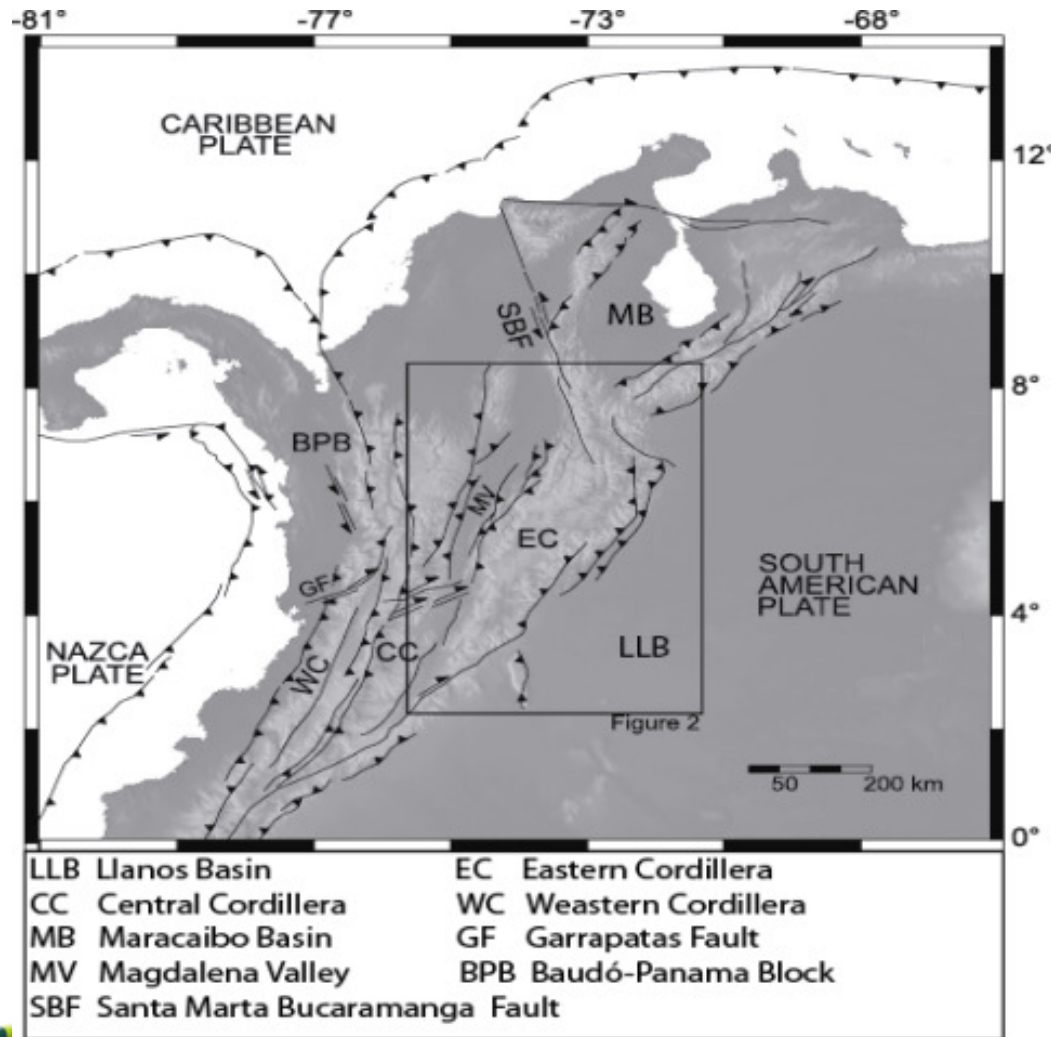 -81° -77° -73° -68°
CARIBBEAN
PLATE
12°
SBF
MB
8°
BPB
MV
EC
SOUTH
AMERICAN
PLATE
GF
4°
NAZCA
PLATE
WC
CC
LLB
Figure 2
50 200 km
0°
LLB Llanos Basin EC Eastern Cordillera
CC Central Cordillera WC Weastern Cordillera
MB Maracaibo Basin GF Garrapatas Fault
MV Magdalena Valley BPB Baudó-Panama Block
SBF Santa Marta Bucaramanga Fault